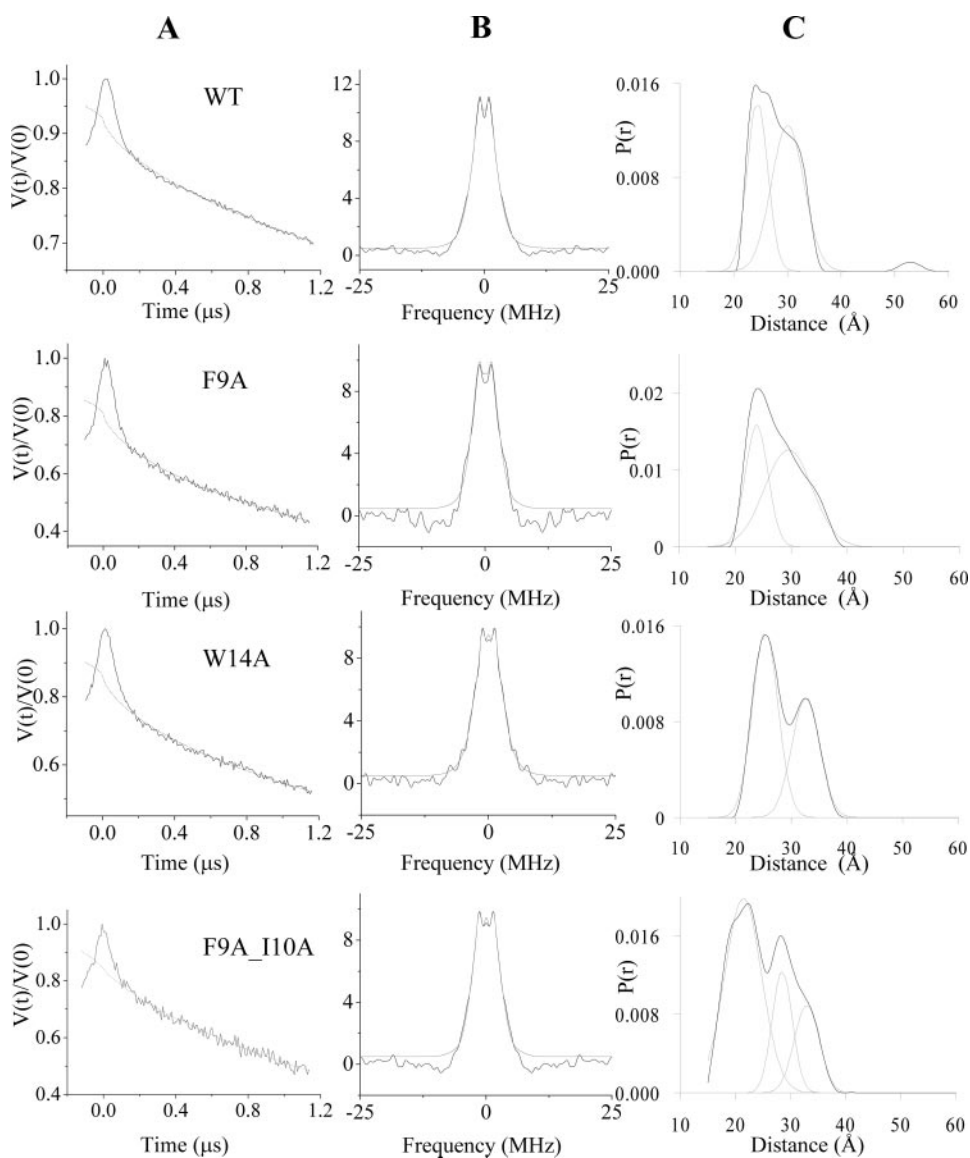 A B C
WT
V(t)/V(0)
1.0
0.9
0.8
0.7
0.0 0.4 0.8 1.2
Time (μs)
12
8
4
0
-25 0 25
Frequency (MHz)
P(r)
0.016
0.008
0.000
10 20 30 40 50 60
Distance (Å)
F9A
V(t)/V(0)
1.0
0.8
0.6
0.4
0.0 0.4 0.8 1.2
Time (μs)
8
4
0
-25 0 25
Frequency (MHz)
P(r)
0.02
0.01
0
10 20 30 40 50 60
Distance (Å)
W14A
V(t)/V(0)
1.0
0.8
0.6
0.0 0.4 0.8 1.2
Time (μs)
8
4
0
-25 0 25
Frequency (MHz)
P(r)
0.016
0.008
0
10 20 30 40 50 60
Distance (Å)
F9A_I10A
V(t)/V(0)
1.0
0.8
0.6
0.4
0.0 0.4 0.8 1.2
Time (μs)
8
4
0
-25 0 25
Frequency (MHz)
P(r)
0.016
0.008
0.000
10 20 30 40 50 60
Distance (Å)